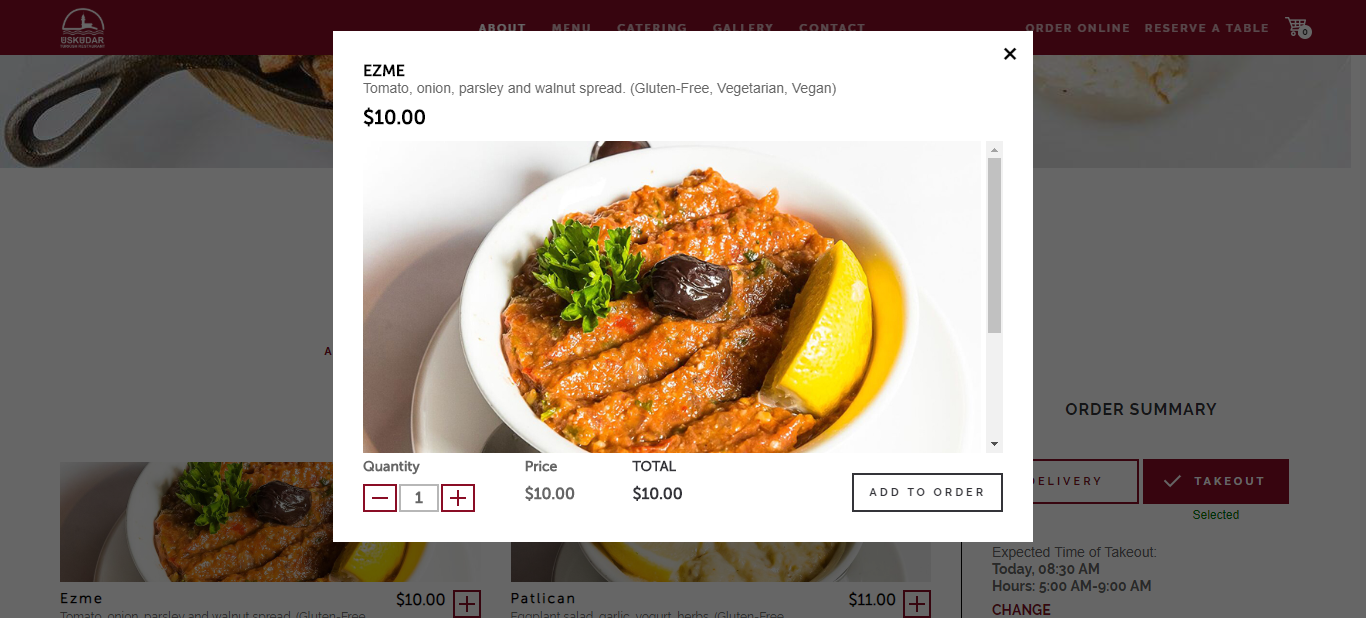 ÜSKÜDAR
TURKISH RESTAURANT
ABOUT MENU CATERING GALLERY CONTACT ORDER ONLINE RESERVE A TABLE 0
EZME
Tomato, onion, parsley and walnut spread. (Gluten-Free, Vegetarian, Vegan)
$10.00
Quantity Price TOTAL
1 $10.00 $10.00
ADD TO ORDER
ORDER SUMMARY
TAKEOUT
Selected
Expected Time of Takeout:
Today, 08:30 AM
Hours: 5:00 AM-9:00 AM
CHANGE
Ezme $10.00
Tomato, onion, parsley and walnut spread. (Gluten-Free,
Patlican $11.00
Eggplant salad, garlic, yogurt, herbs. (Gluten-Free,